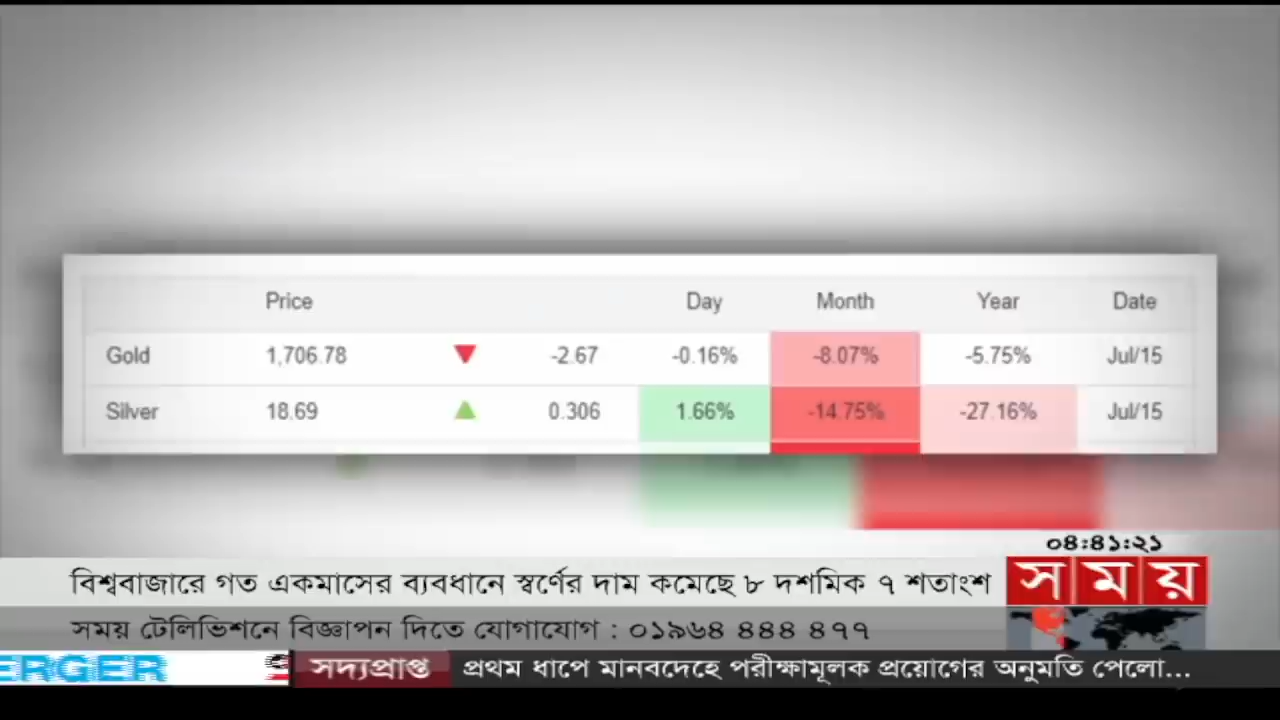 Price Day Month Year Date
Gold 1,706.78 ▼ -2.67 -0.16% -8.07% -5.75% Jul/15
Silver 18.69 ▲ 0.306 1.66% -14.75% -27.16% Jul/15
০৪:৪১:২১
বিশ্ববাজারে গত একমাসের ব্যবধানে স্বর্ণের দাম কমেছে ৮ দশমিক ৭ শতাংশ
সময়
সময় টেলিভিশনে বিজ্ঞাপন দিতে যোগাযোগ : ০১৯৬৪ ৪৪৪ ৪৭৭
ERGER সদ্যপ্রাপ্ত প্রথম ধাপে মানবদেহে পরীক্ষামূলক প্রয়োগের অনুমতি পেলো...